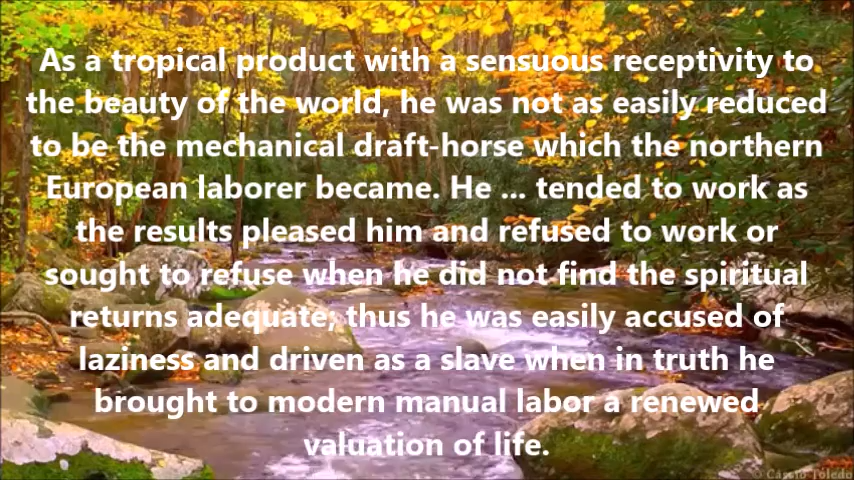 As a tropical product with a sensuous receptivity to
the beauty of the world, he was not as easily reduced
to be the mechanical draft-horse which the northern
European laborer became. He ... tended to work as
the results pleased him and refused to work or
sought to refuse when he did not find the spiritual
returns adequate; thus he was easily accused of
laziness and driven as a slave when in truth he
brought to modern manual labor a renewed
valuation of life.
© Cassio Toledo